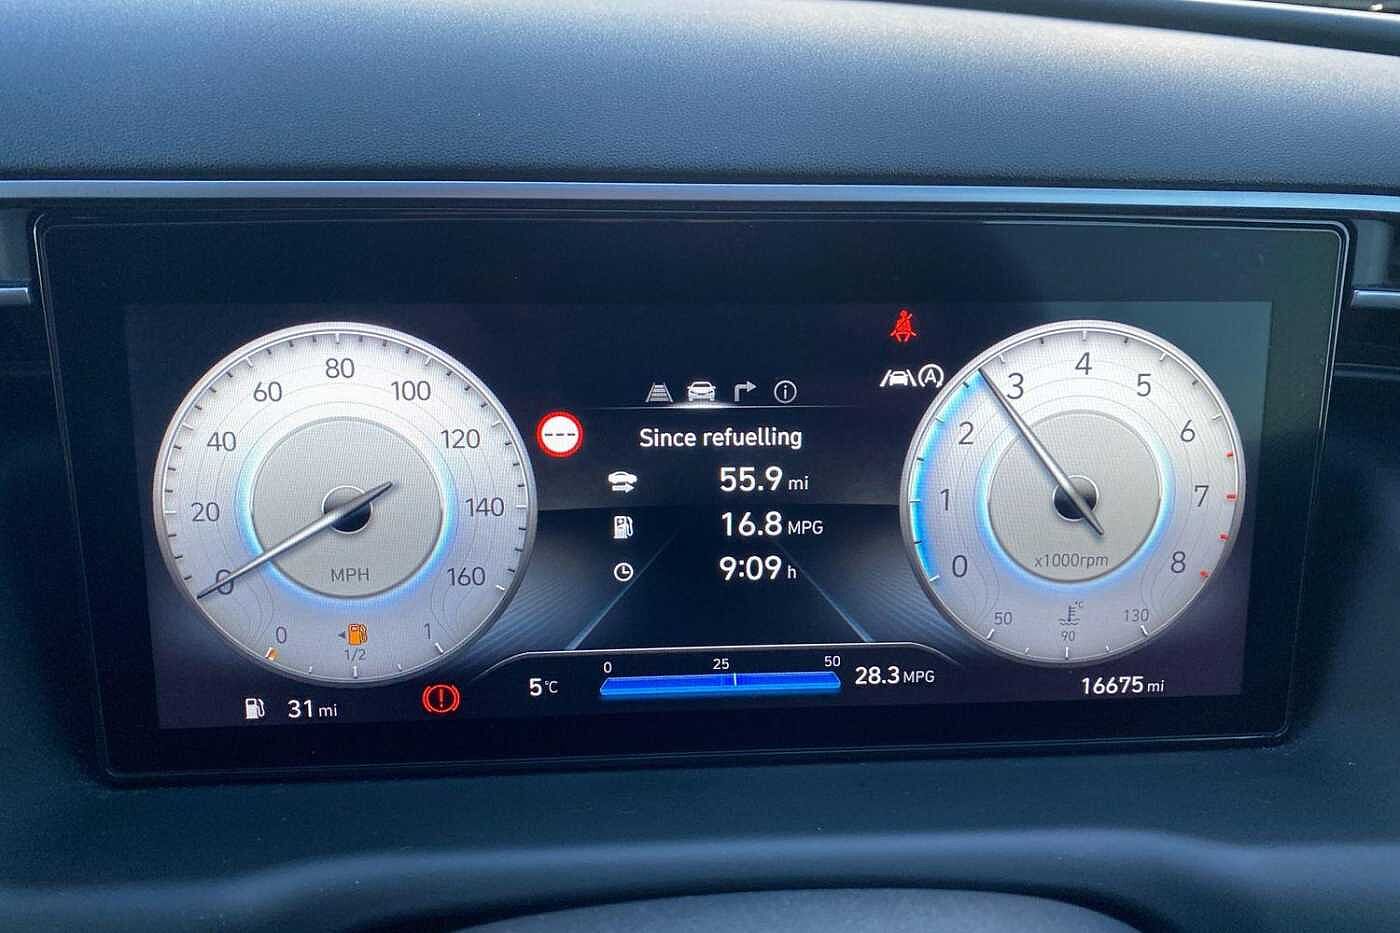 80
60 100
40 120
20 140
0 160
MPH
0 1
1/2
31 mi
---
Since refuelling
55.9 mi
16.8 MPG
9:09 h
0 25 50
5°C
28.3 MPG
A
4
3 5
2 6
1 7
0 8
x1000rpm
°C
50 130
90
16675 mi